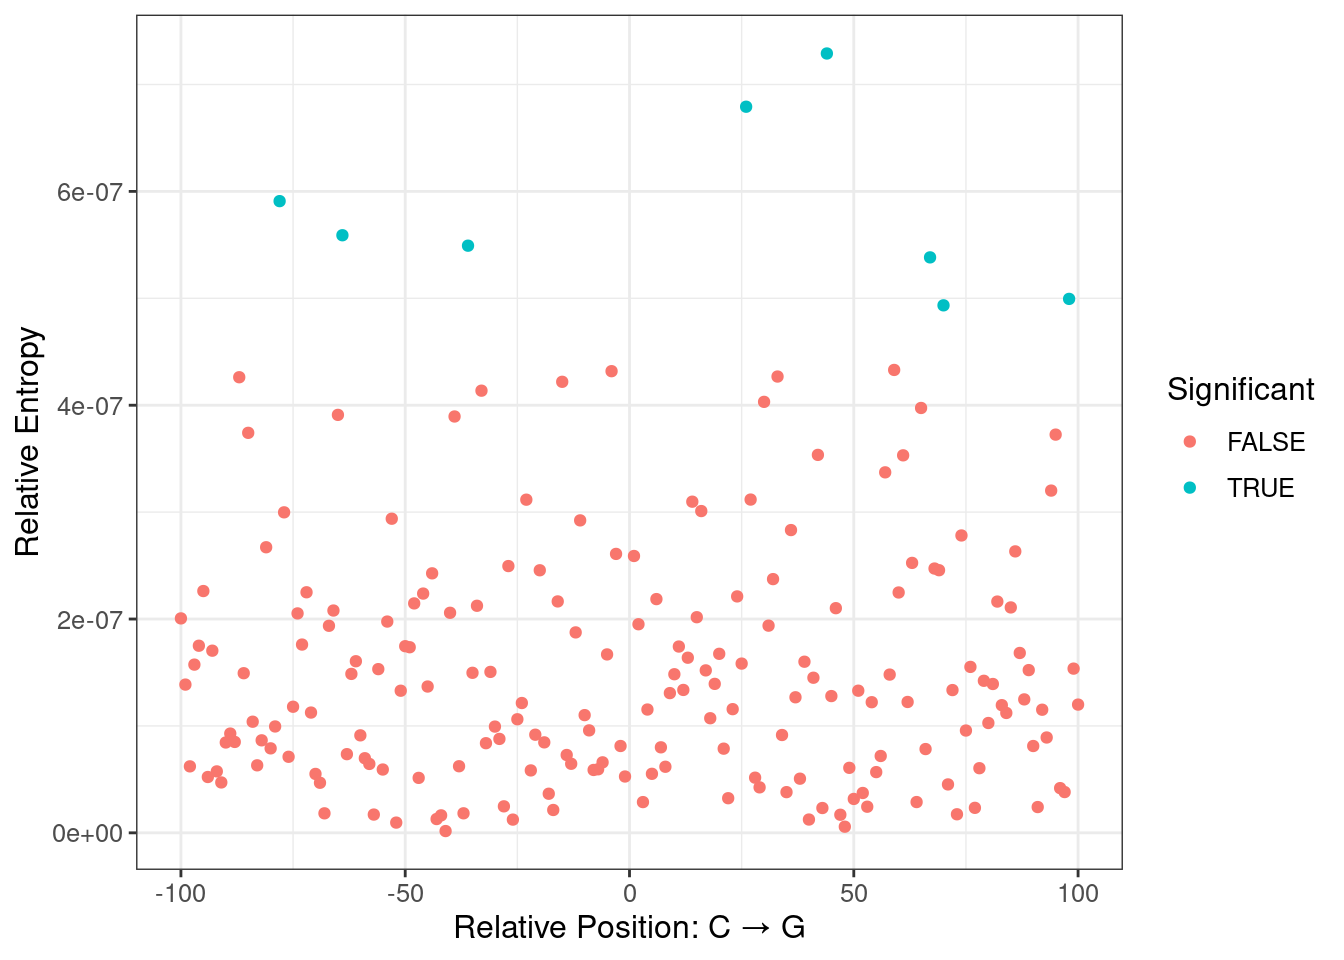 Relative Entropy
6e-07
4e-07
2e-07
0e+00
-100
-50
0
50
100
Relative Position: C → G
Significant
FALSE
TRUE